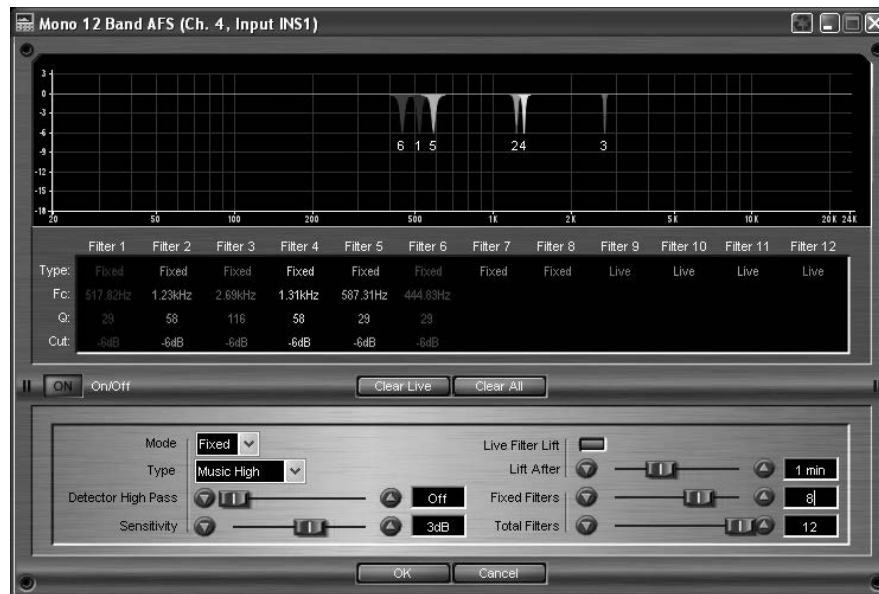 Mono 12 Band AFS (Ch. 4, Input INS1)
3
0
-3
-6
-9
-12
-15
-18
6 1 5 24 3
20 50 100 200 500 1K 2K 5K 10K 20K 24K
Filter 1 Filter 2 Filter 3 Filter 4 Filter 5 Filter 6 Filter 7 Filter 8 Filter 9 Filter 10 Filter 11 Filter 12
Type: Fixed Fixed Fixed Fixed Fixed Fixed Fixed Fixed Live Live Live Live
Fc: 517.82Hz 1.23kHz 2.69kHz 1.31kHz 587.31Hz 444.83Hz
Q: 29 58 116 58 29 29
Cut: -6dB -6dB -6dB -6dB -6dB -6dB
ON On/Off Clear Live Clear All
Mode Fixed Live Filter Lift
Type Music High Lift After 1 min
Detector High Pass Off Fixed Filters 8
Sensitivity 3dB Total Filters 12
OK Cancel